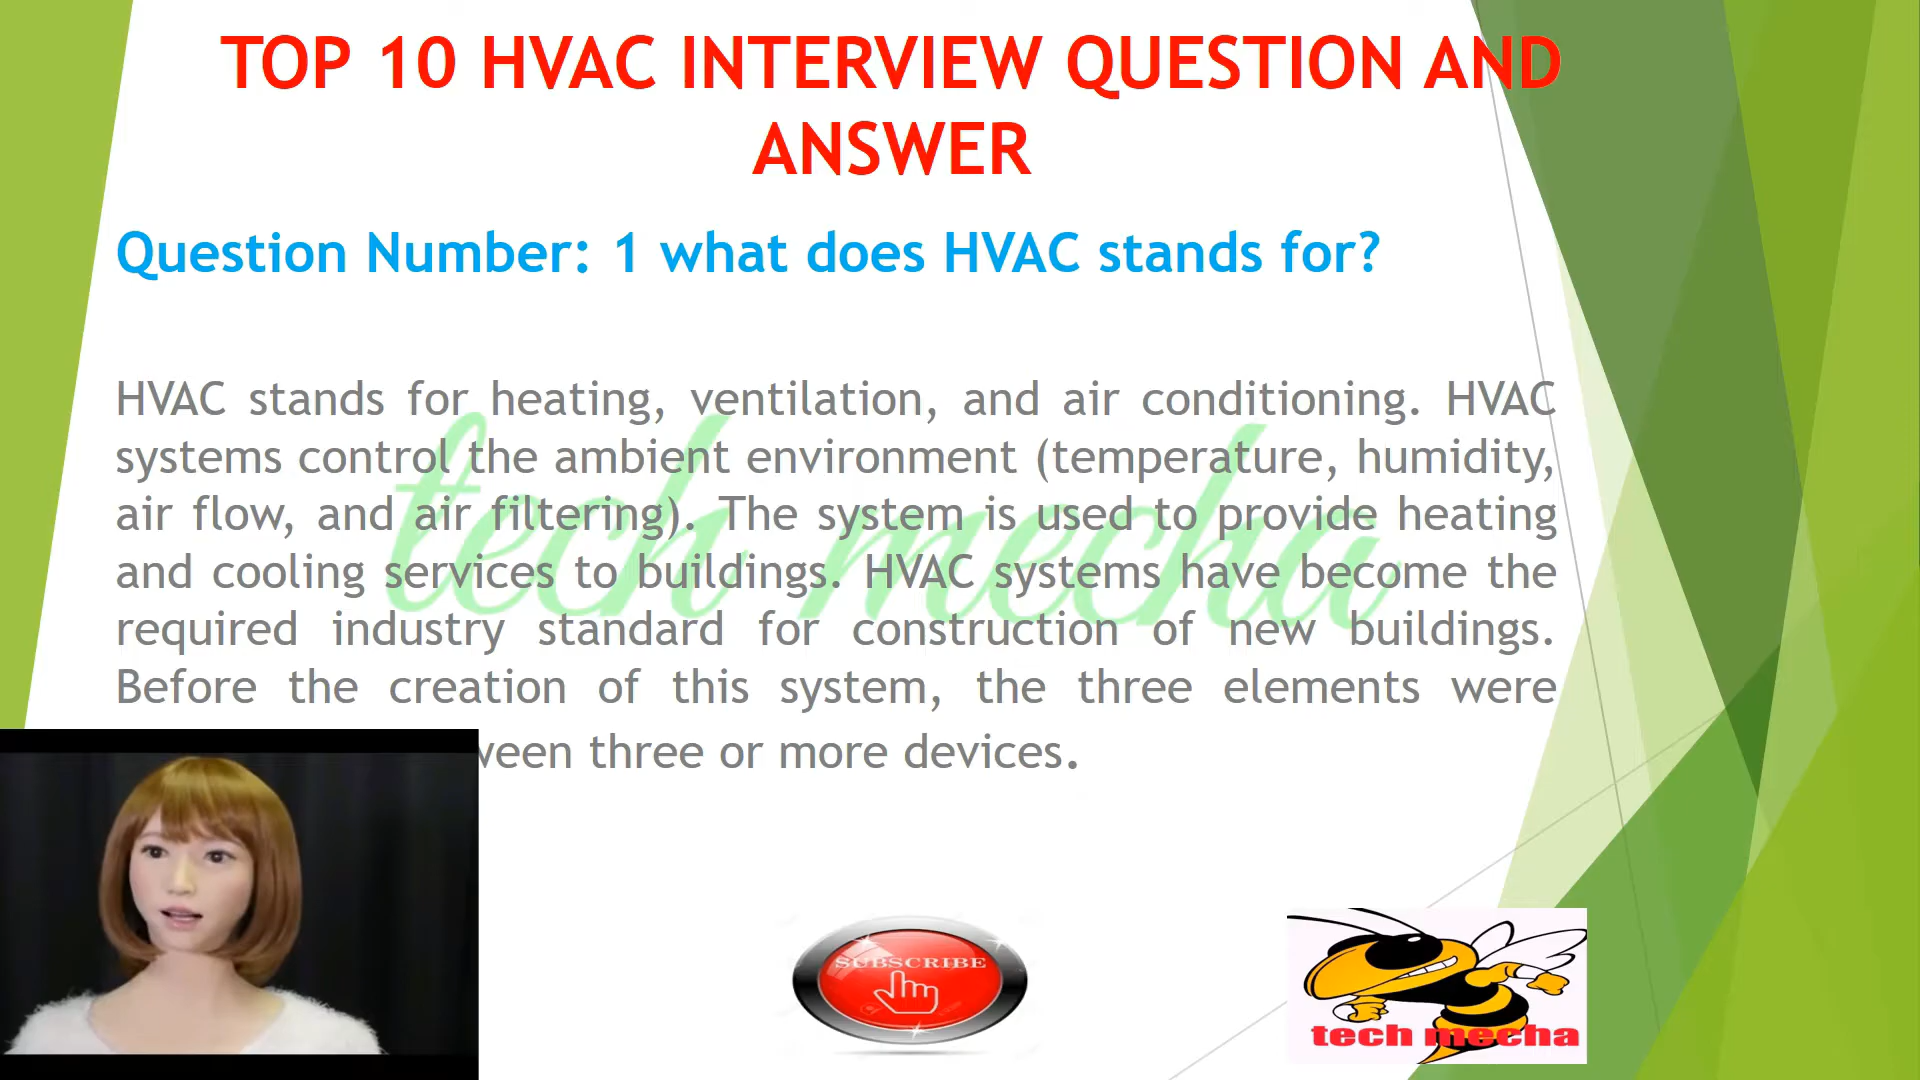 TOP 10 HVAC INTERVIEW QUESTION AND
ANSWER
Question Number: 1 what does HVAC stands for?
HVAC stands for heating, ventilation, and air conditioning. HVAC
systems control the ambient environment (temperature, humidity,
air flow, and air filtering). The system is used to provide heating
and cooling services to buildings. HVAC systems have become the
required industry standard for construction of new buildings.
Before the creation of this system, the three elements were
three or more devices.
tech mecha
SUBSCRIBE
tech mecha